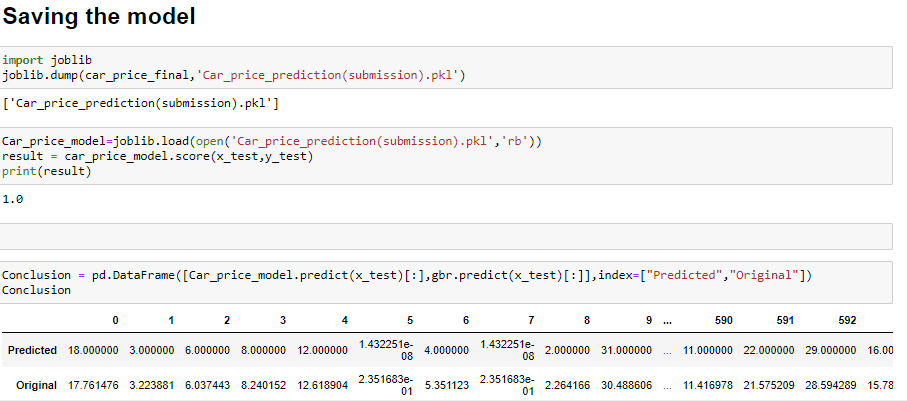 Saving the model
import joblib
joblib.dump(car_price_final,'Car_price_prediction(submission).pkl')
['Car_price_prediction(submission).pkl']
Car_price_model=joblib.load(open('Car_price_prediction(submission).pkl','rb'))
result = car_price_model.score(x_test,y_test)
print(result)
1.0
Conclusion = pd.DataFrame([Car_price_model.predict(x_test)[:],gbr.predict(x_test)[:]],index=["Predicted","Original"])
Conclusion
0 1 2 3 4 5 6 7 8 9 ... 590 591 592
Predicted 18.000000 3.000000 6.000000 8.000000 12.000000 1.432251e-08 4.000000 1.432251e-08 2.000000 31.000000 ... 11.000000 22.000000 29.000000 16.00
Original 17.761476 3.223881 6.037443 8.240152 12.618904 2.351683e-01 5.351123 2.351683e-01 2.264166 30.488606 ... 11.416978 21.575209 28.594289 15.78